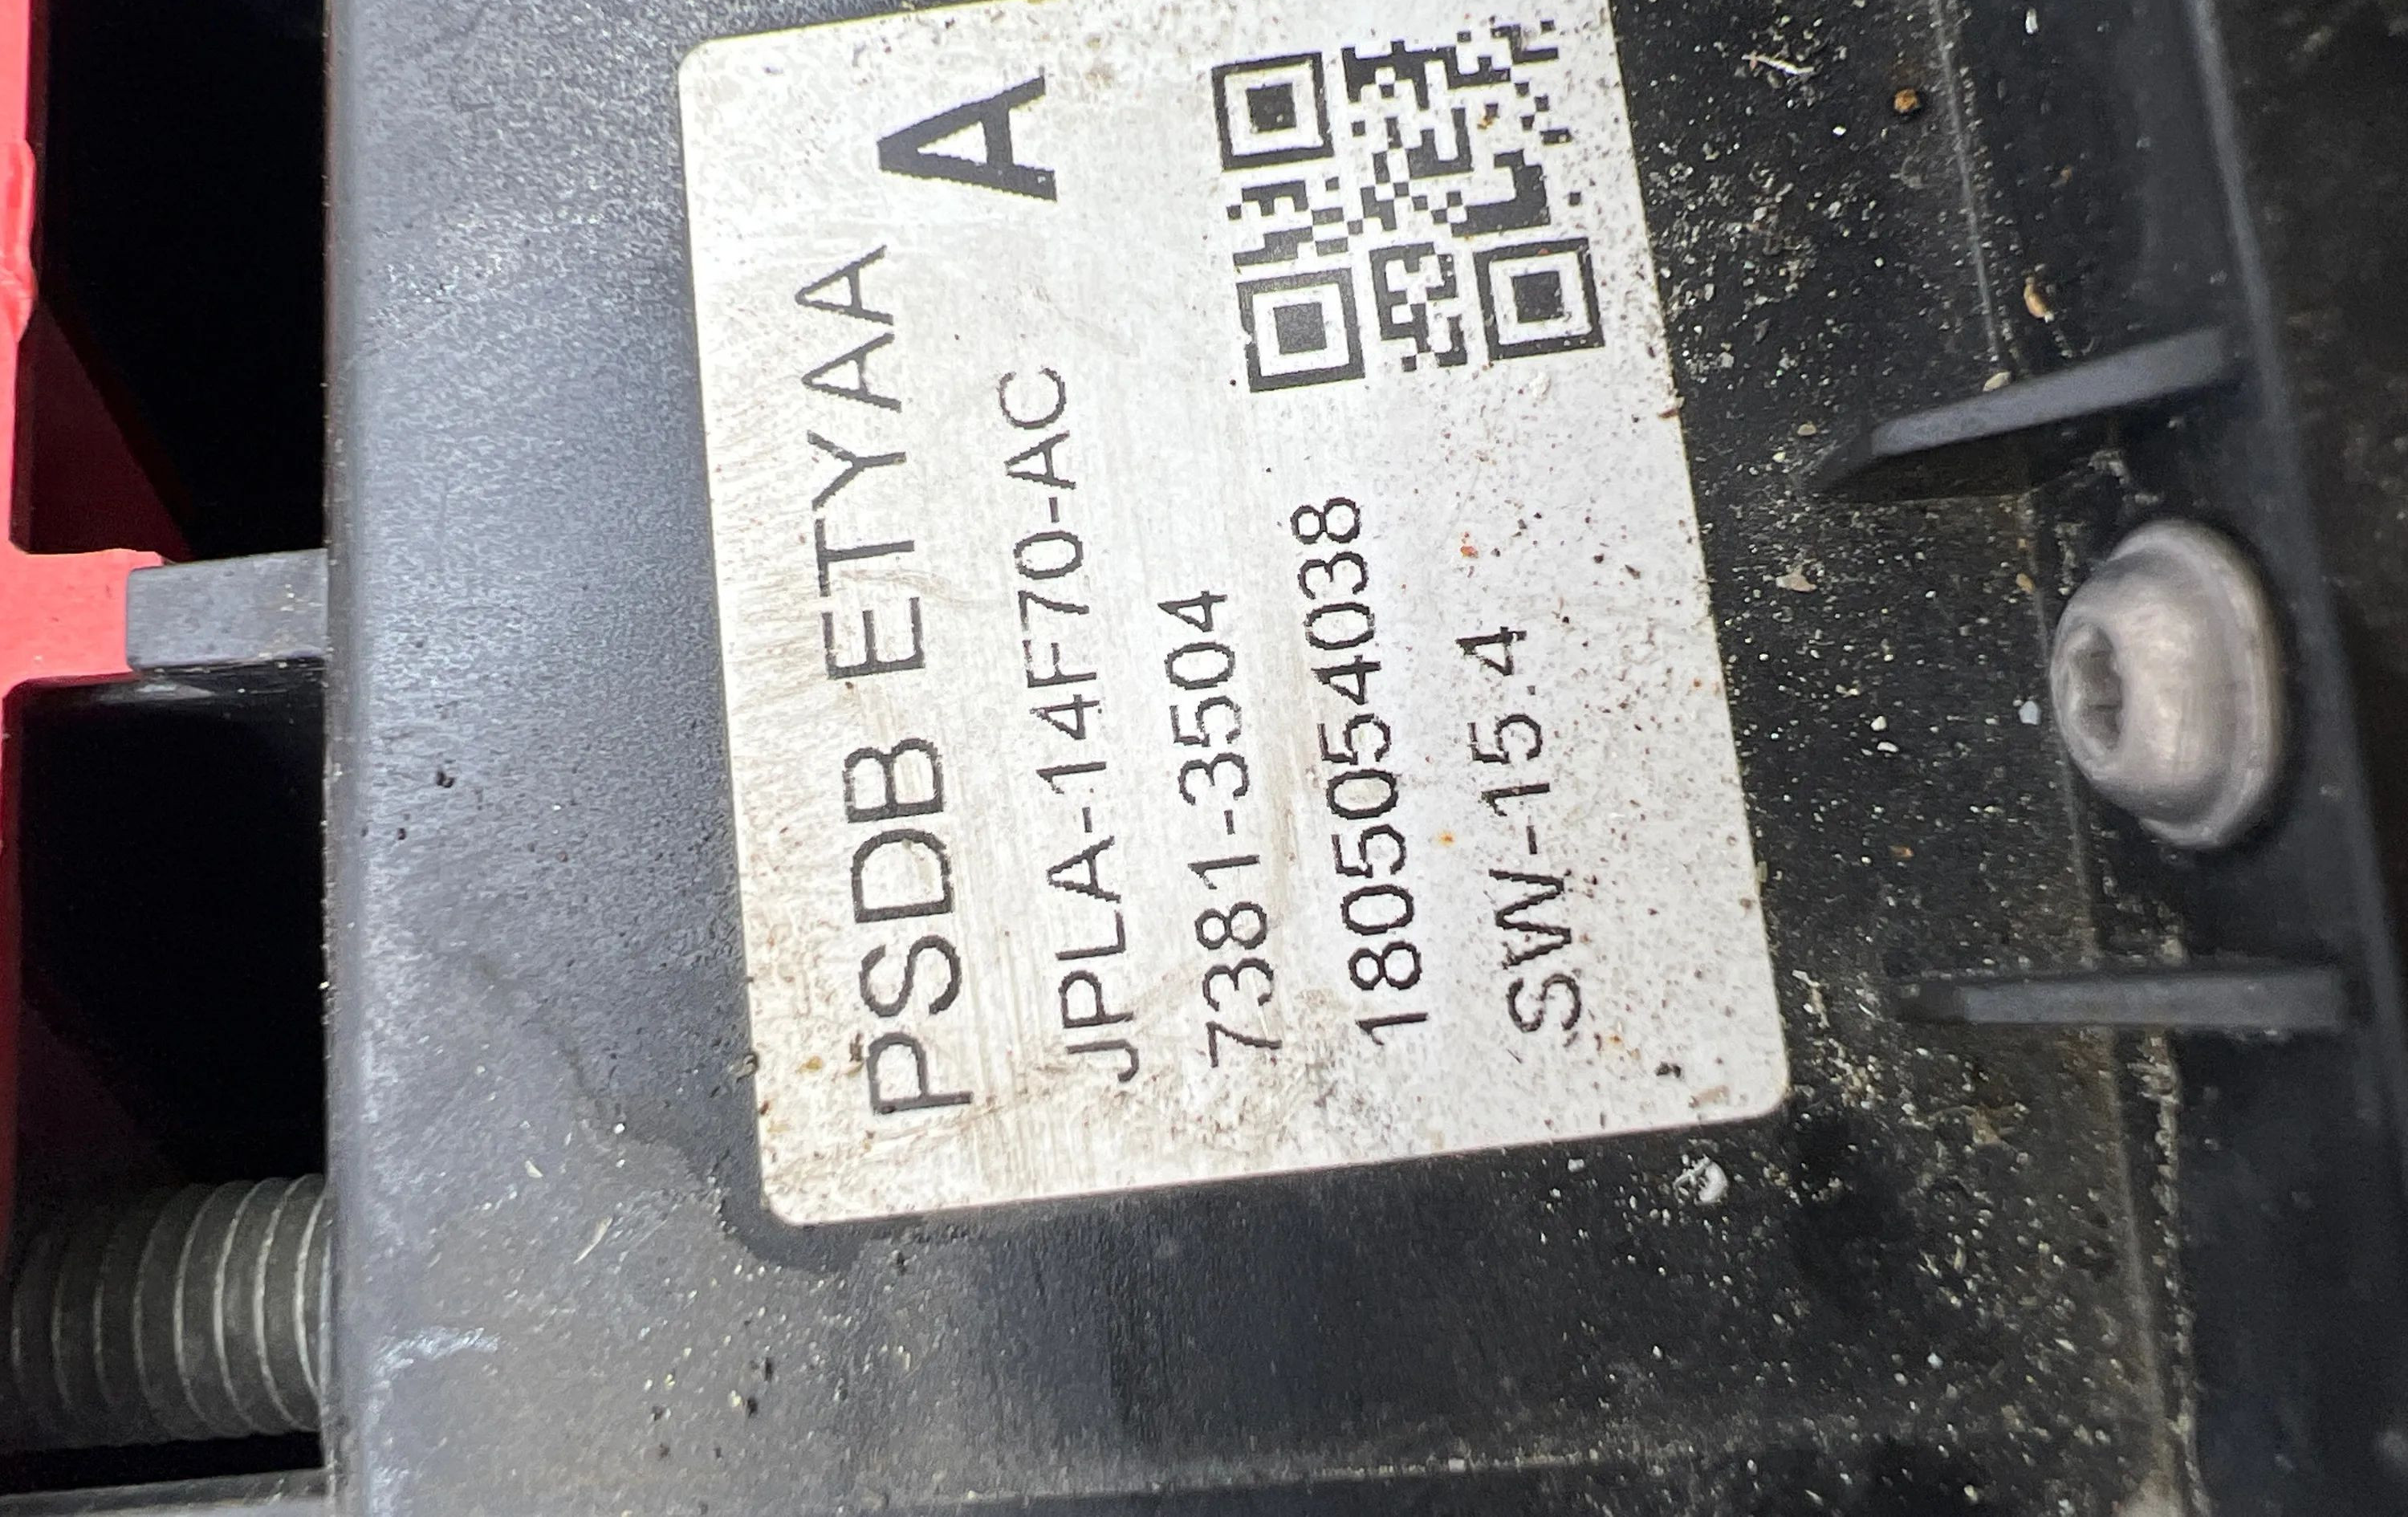 PSDB ETYAA A
JPLA-14F70-AC
7381-3504
1805054038
SW-15.4